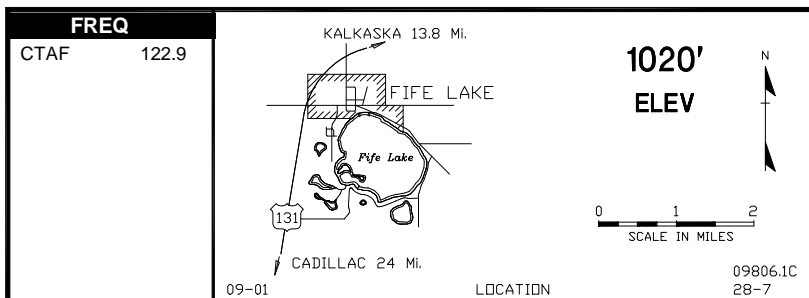 FREQ
CTAF 122.9
KALKASKA 13.8 Mi.
FIFE LAKE
Fife Lake
131
CADILLAC 24 Mi.
1020'
ELEV
N
0 1 2
SCALE IN MILES
09806.1C
09-01 LOCATION 28-7